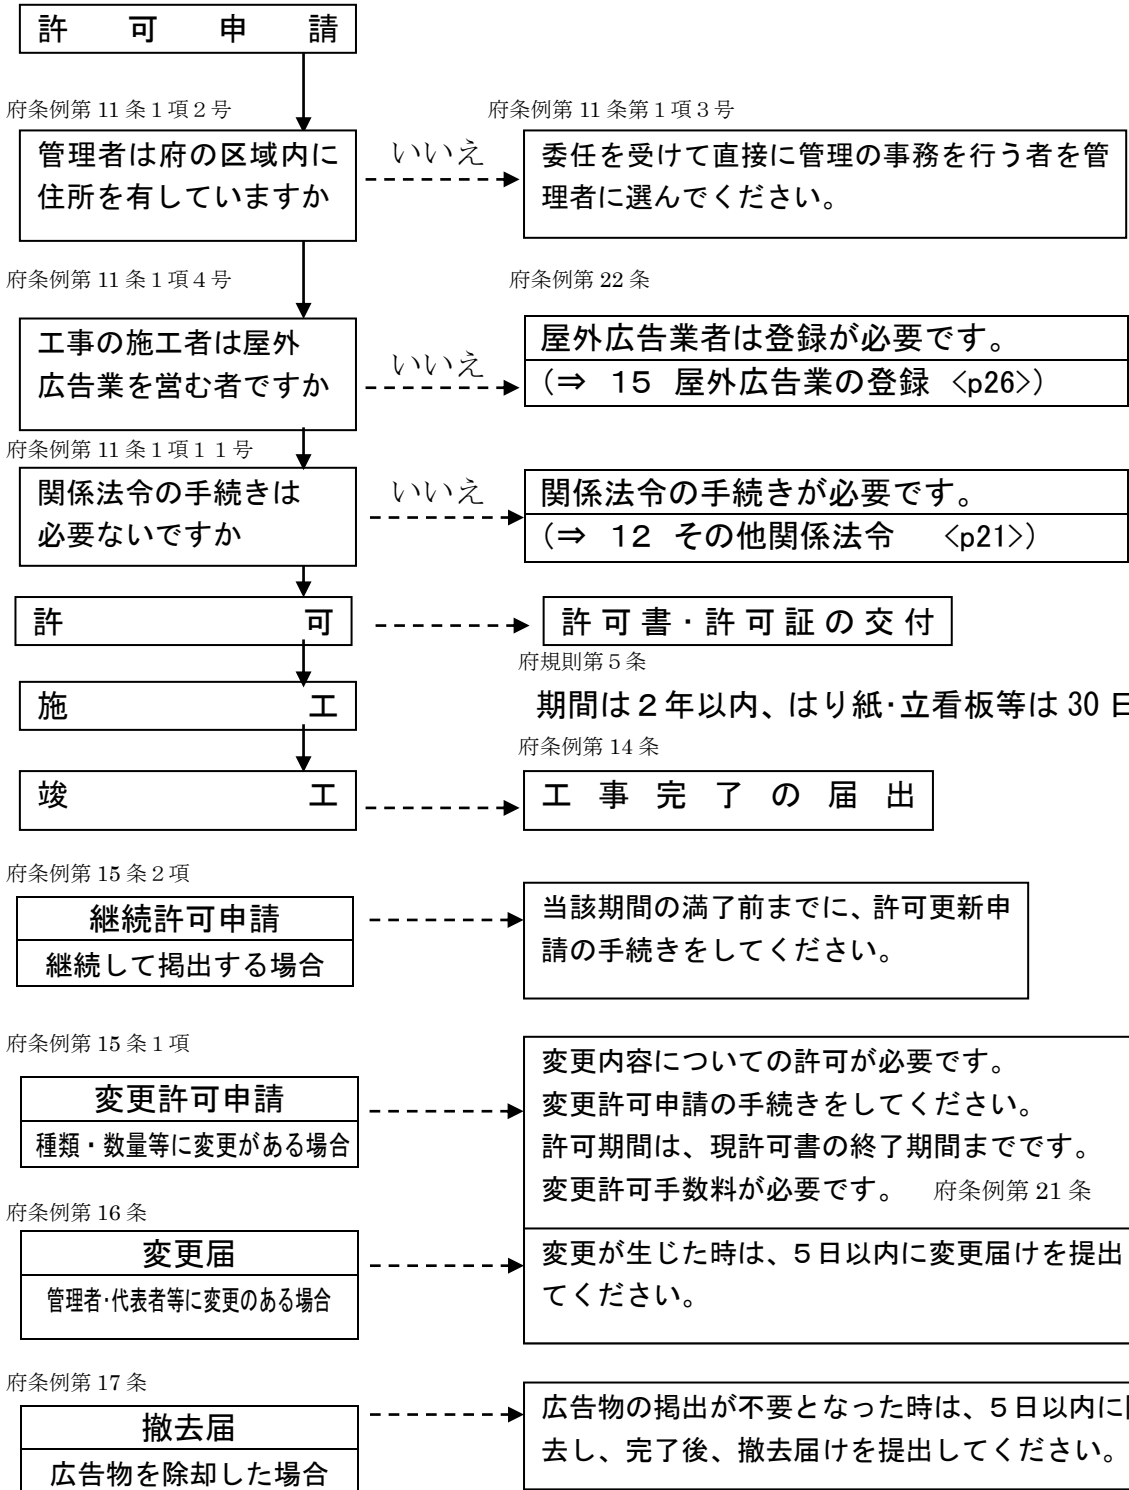 許可申請
府条例第 11 条１項２号
府条例第 11 条第１項３号
管理者は府の区域内に
住所を有していますか
いいえ
委任を受けて直接に管理の事務を行う者を管
理者に選んでください。
府条例第 11 条１項４号
府条例第 22 条
工事の施工者は屋外
広告業を営む者ですか
いいえ
屋外広告業者は登録が必要です。
(⇒ 15 屋外広告業の登録 <p26>)
府条例第 11 条１項１１号
関係法令の手続きは
必要ないですか
いいえ
関係法令の手続きが必要です。
(⇒ 12 その他関係法令 <p21>)
許可
許可書・許可証の交付
府規則第５条
施工
期間は２年以内、はり紙・立看板等は 30 日
府条例第 14 条
竣工
工事完了の届出
府条例第 15 条２項
継続許可申請
継続して掲出する場合
当該期間の満了前までに、許可更新申
請の手続きをしてください。
府条例第 15 条１項
変更許可申請
種類・数量等に変更がある場合
変更内容についての許可が必要です。
変更許可申請の手続きをしてください。
許可期間は、現許可書の終了期間までです。
変更許可手数料が必要です。 府条例第 21 条
府条例第 16 条
変更届
管理者・代表者等に変更のある場合
変更が生じた時は、５日以内に変更届けを提出
てください。
府条例第 17 条
撤去届
広告物を除却した場合
広告物の掲出が不要となった時は、５日以内に
去し、完了後、撤去届けを提出してください。